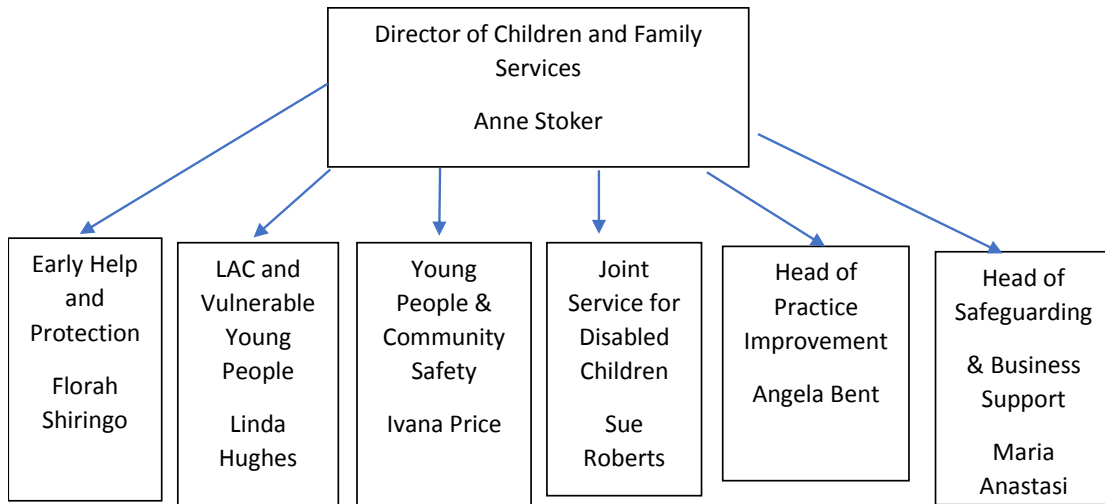 Director of Children and Family
Services
Anne Stoker
Early Help
and
Protection
Florah
Shiringo
LAC and
Vulnerable
Young
People
Linda
Hughes
Young
People &
Community
Safety
Ivana Price
Joint
Service for
Disabled
Children
Sue
Roberts
Head of
Practice
Improvement
Angela Bent
Head of
Safeguarding
& Business
Support
Maria
Anastasi